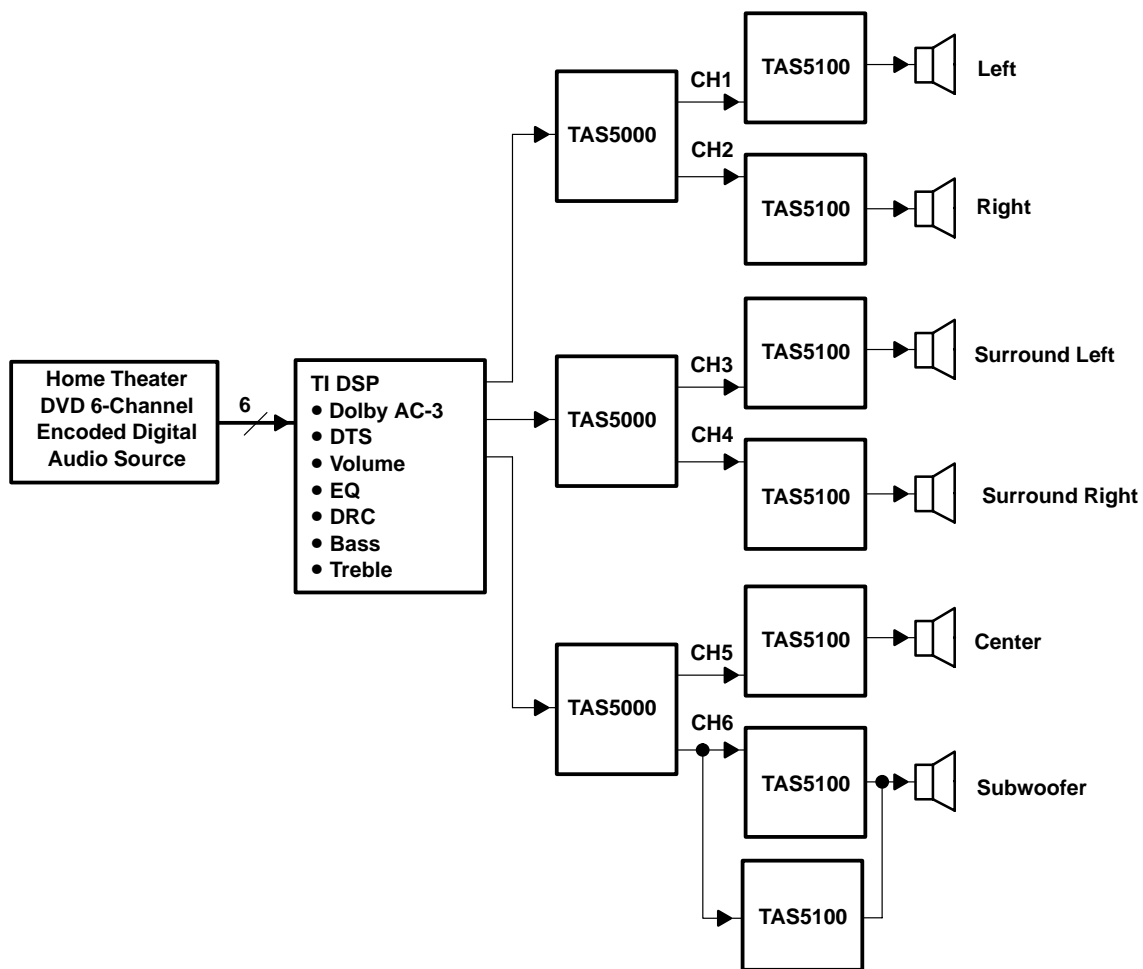 Home Theater
DVD 6-Channel
Encoded Digital
Audio Source
6
TI DSP
• Dolby AC-3
• DTS
• Volume
• EQ
• DRC
• Bass
• Treble
TAS5000
CH1
TAS5100
Left
CH2
TAS5100
Right
TAS5000
CH3
TAS5100
Surround Left
CH4
TAS5100
Surround Right
TAS5000
CH5
TAS5100
Center
CH6
TAS5100
Subwoofer
TAS5100